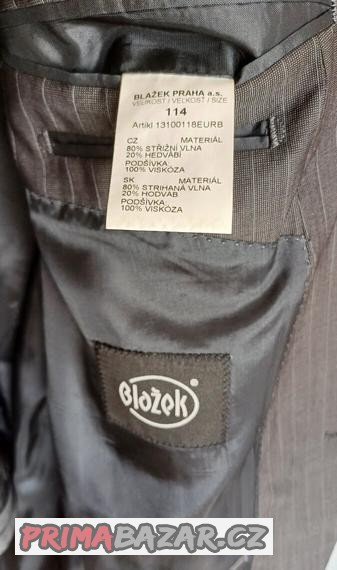 BLAŽEK PRAHA a.s.
VELIKOST / VEĽKOSŤ / SIZE
114
Artikl 13100118EURB
CZ MATERIÁL
80% STŘIŽNÍ VLNA
20% HEDVÁBÍ
PODŠÍVKA
100% VISKÓZA
SK MATERIÁL
80% STRIHANÁ VLNA
20% HODVÁB
PODŠÍVKA
100% VISKÓZA
Blažek®
PRIMABAZAR.CZ